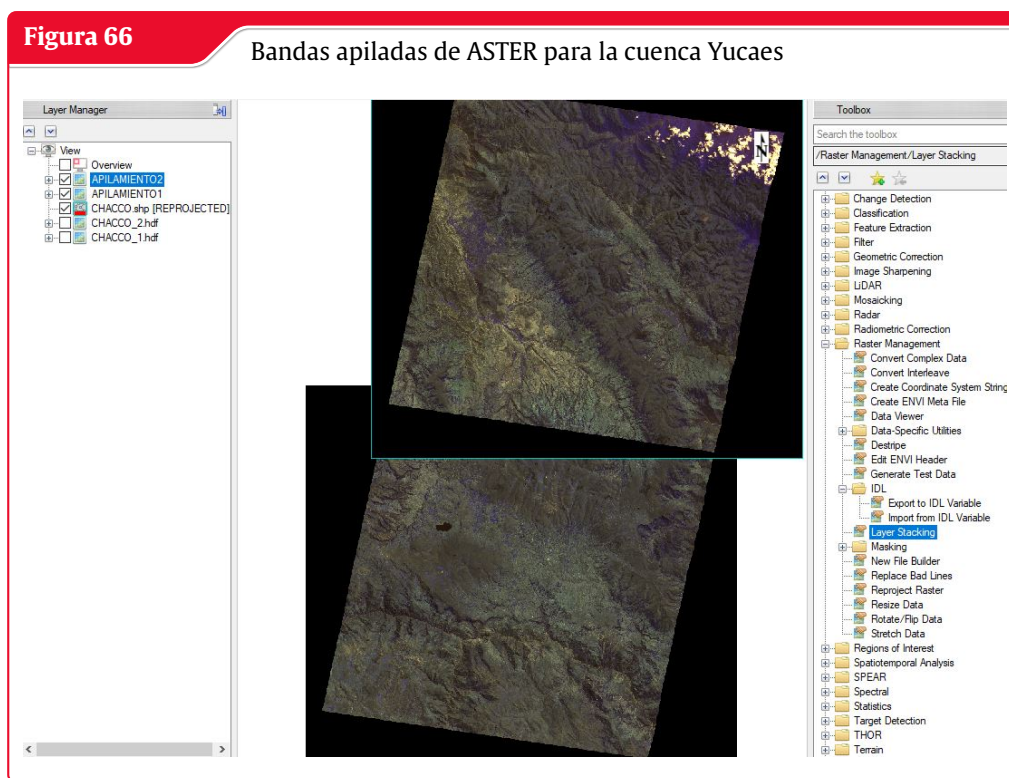 Figura 66
Bandas apiladas de ASTER para la cuenca Yucaes
Layer Manager
View
Overview
APILAMIENTO2
APILAMIENTO1
CHACCO.shp [REPROJECTED]
CHACCO_2.hdf
CHACCO_1.hdf
N
Toolbox
Search the toolbox
/Raster Management/Layer Stacking
Change Detection
Classification
Feature Extraction
Filter
Geometric Correction
Image Sharpening
LiDAR
Mosaicking
Radar
Radiometric Correction
Raster Management
Convert Complex Data
Convert Interleave
Create Coordinate System String
Create ENVI Meta File
Data Viewer
Data-Specific Utilities
Destripe
Edit ENVI Header
Generate Test Data
IDL
Export to IDL Variable
Import from IDL Variable
Layer Stacking
Masking
New File Builder
Replace Bad Lines
Reproject Raster
Resize Data
Rotate/Flip Data
Stretch Data
Regions of Interest
Spatiotemporal Analysis
SPEAR
Spectral
Statistics
Target Detection
THOR
Terrain